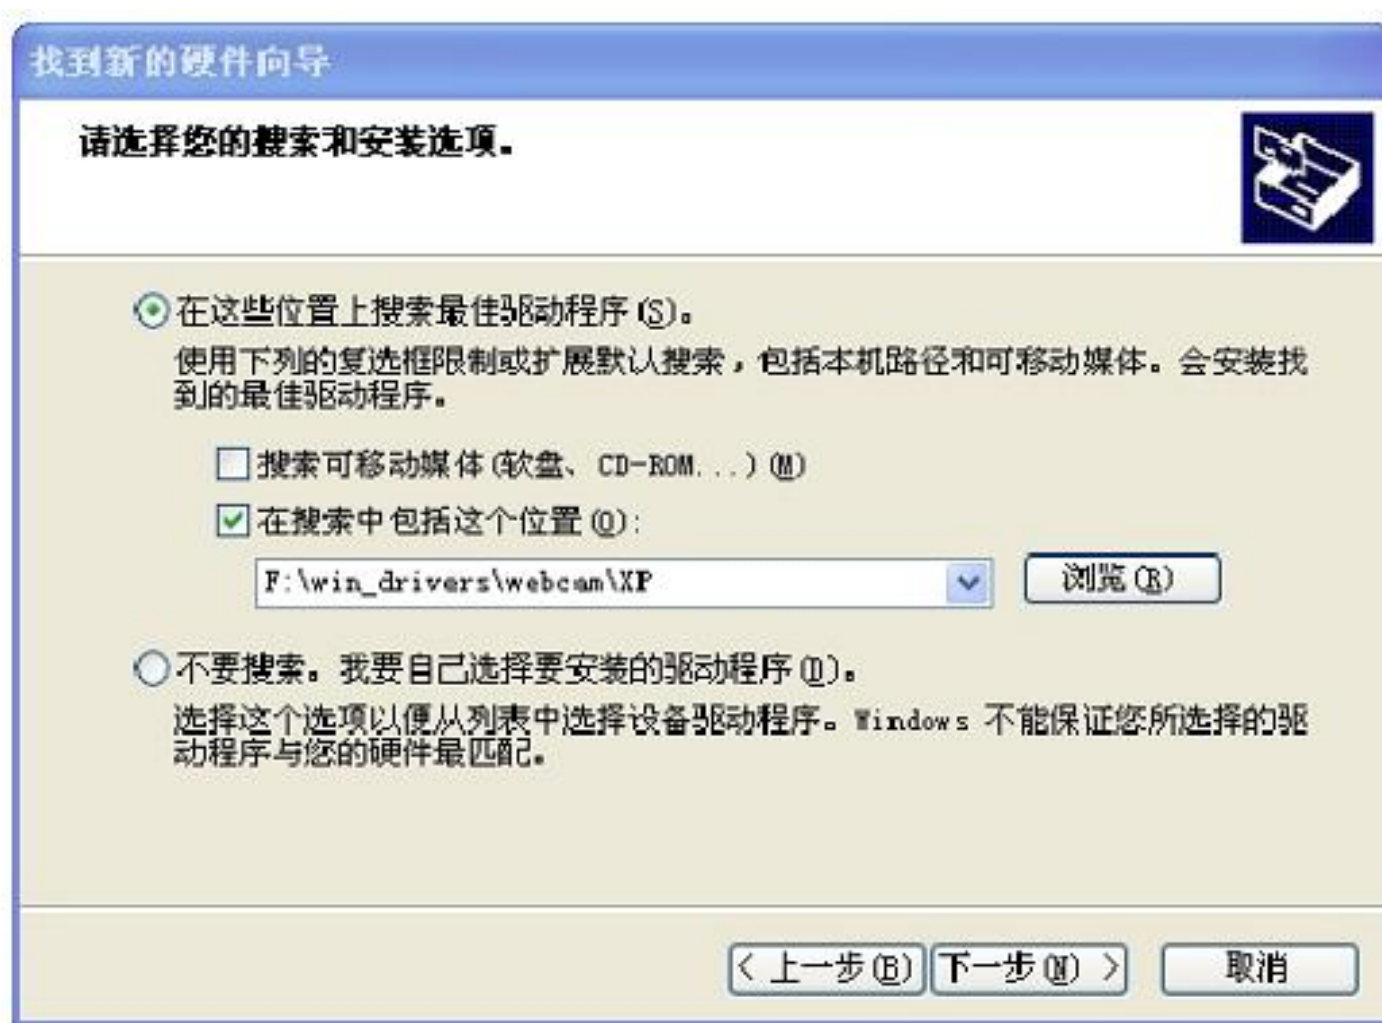 找到新的硬件向导
请选择您的搜索和安装选项。
在这些位置上搜索最佳驱动程序(S)。
使用下列的复选框限制或扩展默认搜索，包括本机路径和可移动媒体。会安装找
到的最佳驱动程序。
搜索可移动媒体(软盘、CD-ROM...)(M)
在搜索中包括这个位置(O):
F:\win_drivers\webcam\XP
浏览(R)
不要搜索。我要自己选择要安装的驱动程序(D)。
选择这个选项以便从列表中选择设备驱动程序。Windows 不能保证您所选择的驱
动程序与您的硬件最匹配。
< 上一步(B) 下一步(N) > 取消